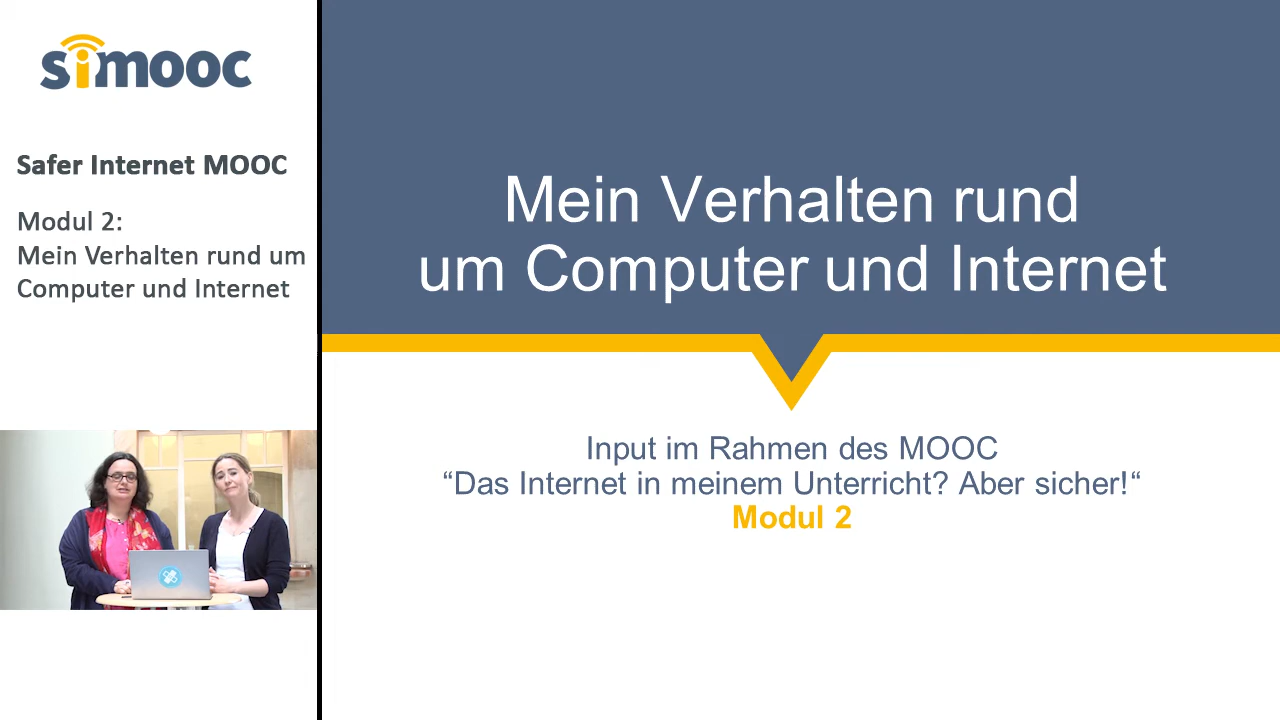 simooc
Safer Internet MOOC
Modul 2:
Mein Verhalten rund um
Computer und Internet
Mein Verhalten rund
um Computer und Internet
Input im Rahmen des MOOC
“Das Internet in meinem Unterricht? Aber sicher!“
Modul 2